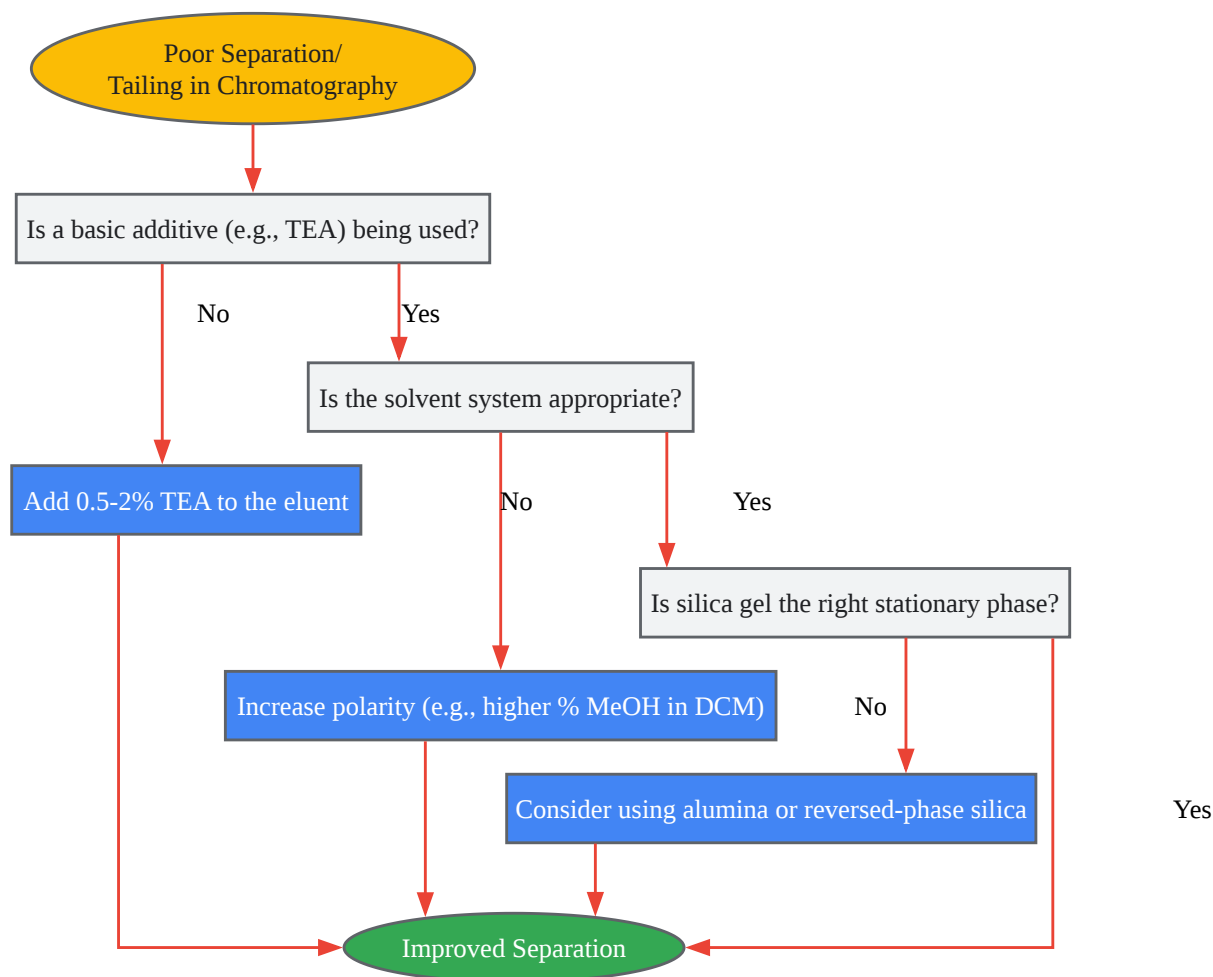 Poor Separation/
Tailing in Chromatography
Is a basic additive (e.g., TEA) being used?
No
Yes
Is the solvent system appropriate?
Add 0.5-2% TEA to the eluent
No
Yes
Is silica gel the right stationary phase?
Increase polarity (e.g., higher % MeOH in DCM)
No
Consider using alumina or reversed-phase silica
Yes
Improved Separation